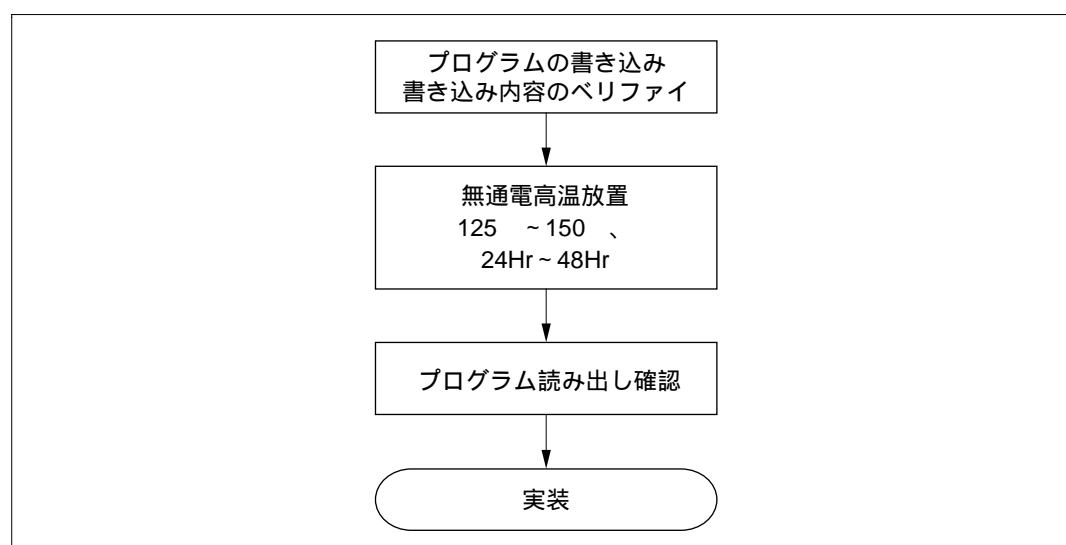 プログラムの書き込み
書き込み内容のベリファイ
無通電高温放置
125　~150　、
24Hr~48Hr
プログラム読み出し確認
実装